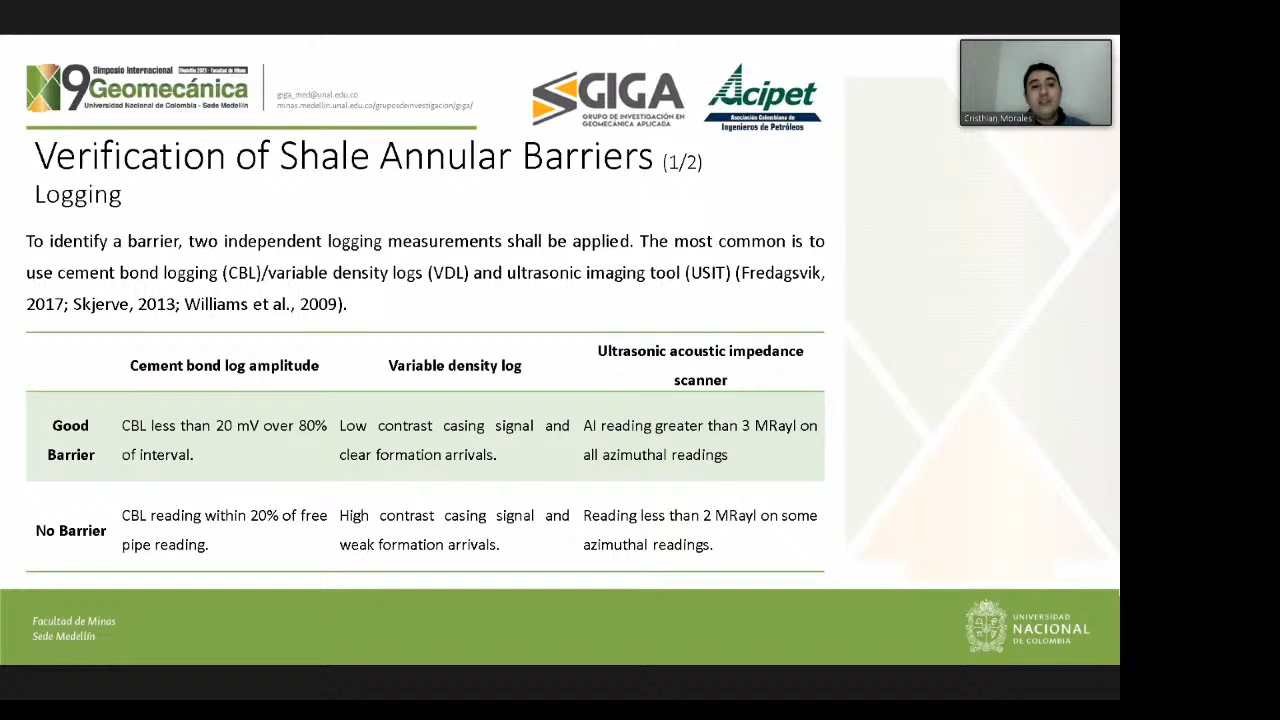 Simposio Internacional
Geomecánica
Universidad Nacional de Colombia - Sede Medellín
9
giga_med@unal.edu.co
minas.medellin.unal.edu.co/gruposdeinvestigacion/giga/
GIGA
GRUPO DE INVESTIGACIÓN EN
GEOMECÁNICA APLICADA
Acipet
Asociación Colombiana de
Ingenieros de Petróleos
Cristhian Morales
Verification of Shale Annular Barriers (1/2)
Logging
To identify a barrier, two independent logging measurements shall be applied. The most common is to
use cement bond logging (CBL)/variable density logs (VDL) and ultrasonic imaging tool (USIT) (Fredagsvik,
2017; Skjerve, 2013; Williams et al., 2009).
Cement bond log amplitude
Variable density log
Ultrasonic acoustic impedance
scanner
Good
Barrier
CBL less than 20 mV over 80%
of interval.
Low contrast casing signal and
clear formation arrivals.
AI reading greater than 3 MRayl on
all azimuthal readings
No Barrier
CBL reading within 20% of free
pipe reading.
High contrast casing signal and
weak formation arrivals.
Reading less than 2 MRayl on some
azimuthal readings.
Facultad de Minas
Sede Medellín
UNIVERSIDAD
NACIONAL
DE COLOMBIA